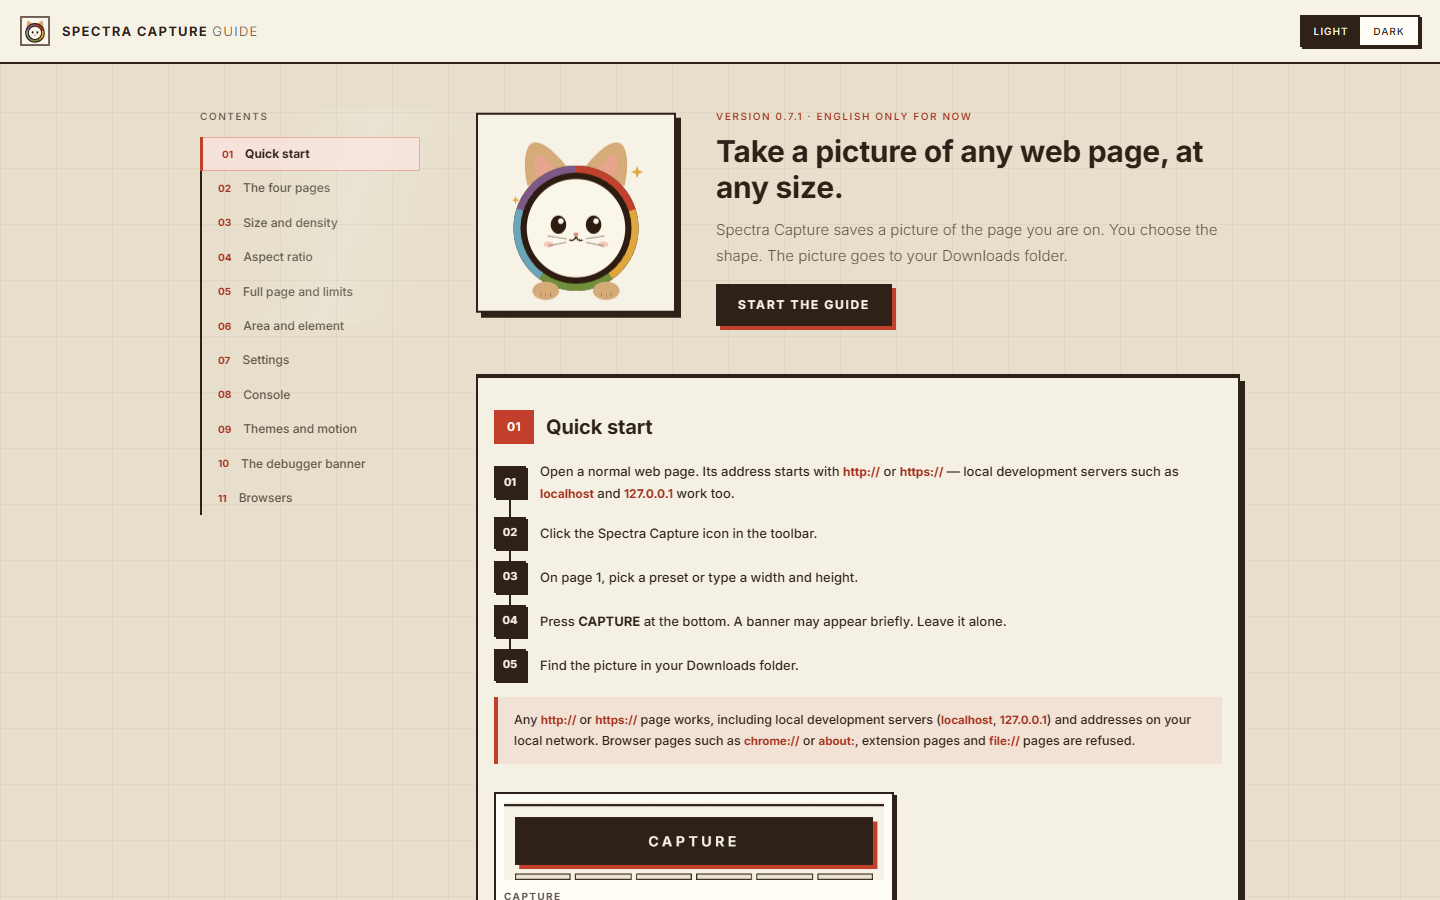 SPECTRA CAPTURE GUIDE
LIGHT DARK
CONTENTS
01 Quick start
02 The four pages
03 Size and density
04 Aspect ratio
05 Full page and limits
06 Area and element
07 Settings
08 Console
09 Themes and motion
10 The debugger banner
11 Browsers
VERSION 0.7.1 · ENGLISH ONLY FOR NOW
Take a picture of any web page, at
any size.
Spectra Capture saves a picture of the page you are on. You choose the
shape. The picture goes to your Downloads folder.
START THE GUIDE
01 Quick start
01 Open a normal web page. Its address starts with http:// or https:// — local development servers such as
localhost and 127.0.0.1 work too.
02 Click the Spectra Capture icon in the toolbar.
03 On page 1, pick a preset or type a width and height.
04 Press CAPTURE at the bottom. A banner may appear briefly. Leave it alone.
05 Find the picture in your Downloads folder.
Any http:// or https:// page works, including local development servers (localhost, 127.0.0.1) and addresses on your
local network. Browser pages such as chrome:// or about:, extension pages and file:// pages are refused.
CAPTURE
CAPTURE